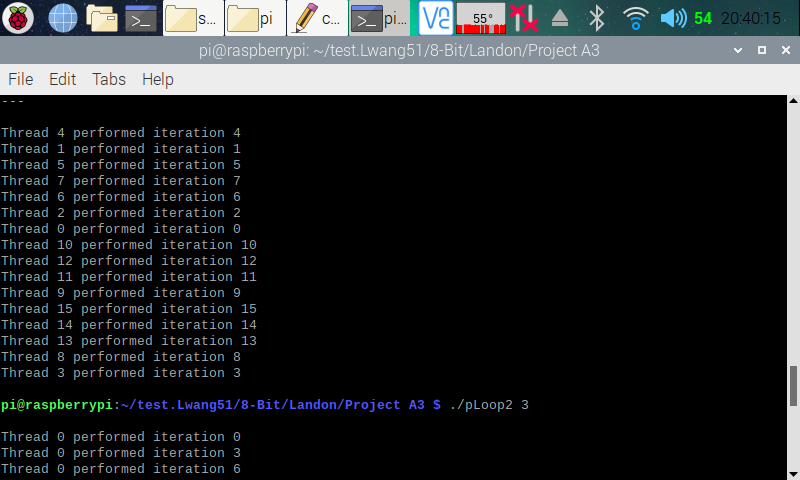 s...
pi
c...
pi...
55°
54
20:40:15
pi@raspberrypi: ~/test.Lwang51/8-Bit/Landon/Project A3
File Edit Tabs Help
---
Thread 4 performed iteration 4
Thread 1 performed iteration 1
Thread 5 performed iteration 5
Thread 7 performed iteration 7
Thread 6 performed iteration 6
Thread 2 performed iteration 2
Thread 0 performed iteration 0
Thread 10 performed iteration 10
Thread 12 performed iteration 12
Thread 11 performed iteration 11
Thread 9 performed iteration 9
Thread 15 performed iteration 15
Thread 14 performed iteration 14
Thread 13 performed iteration 13
Thread 8 performed iteration 8
Thread 3 performed iteration 3
pi@raspberrypi:~/test.Lwang51/8-Bit/Landon/Project A3 $ ./pLoop2 3
Thread 0 performed iteration 0
Thread 0 performed iteration 3
Thread 0 performed iteration 6